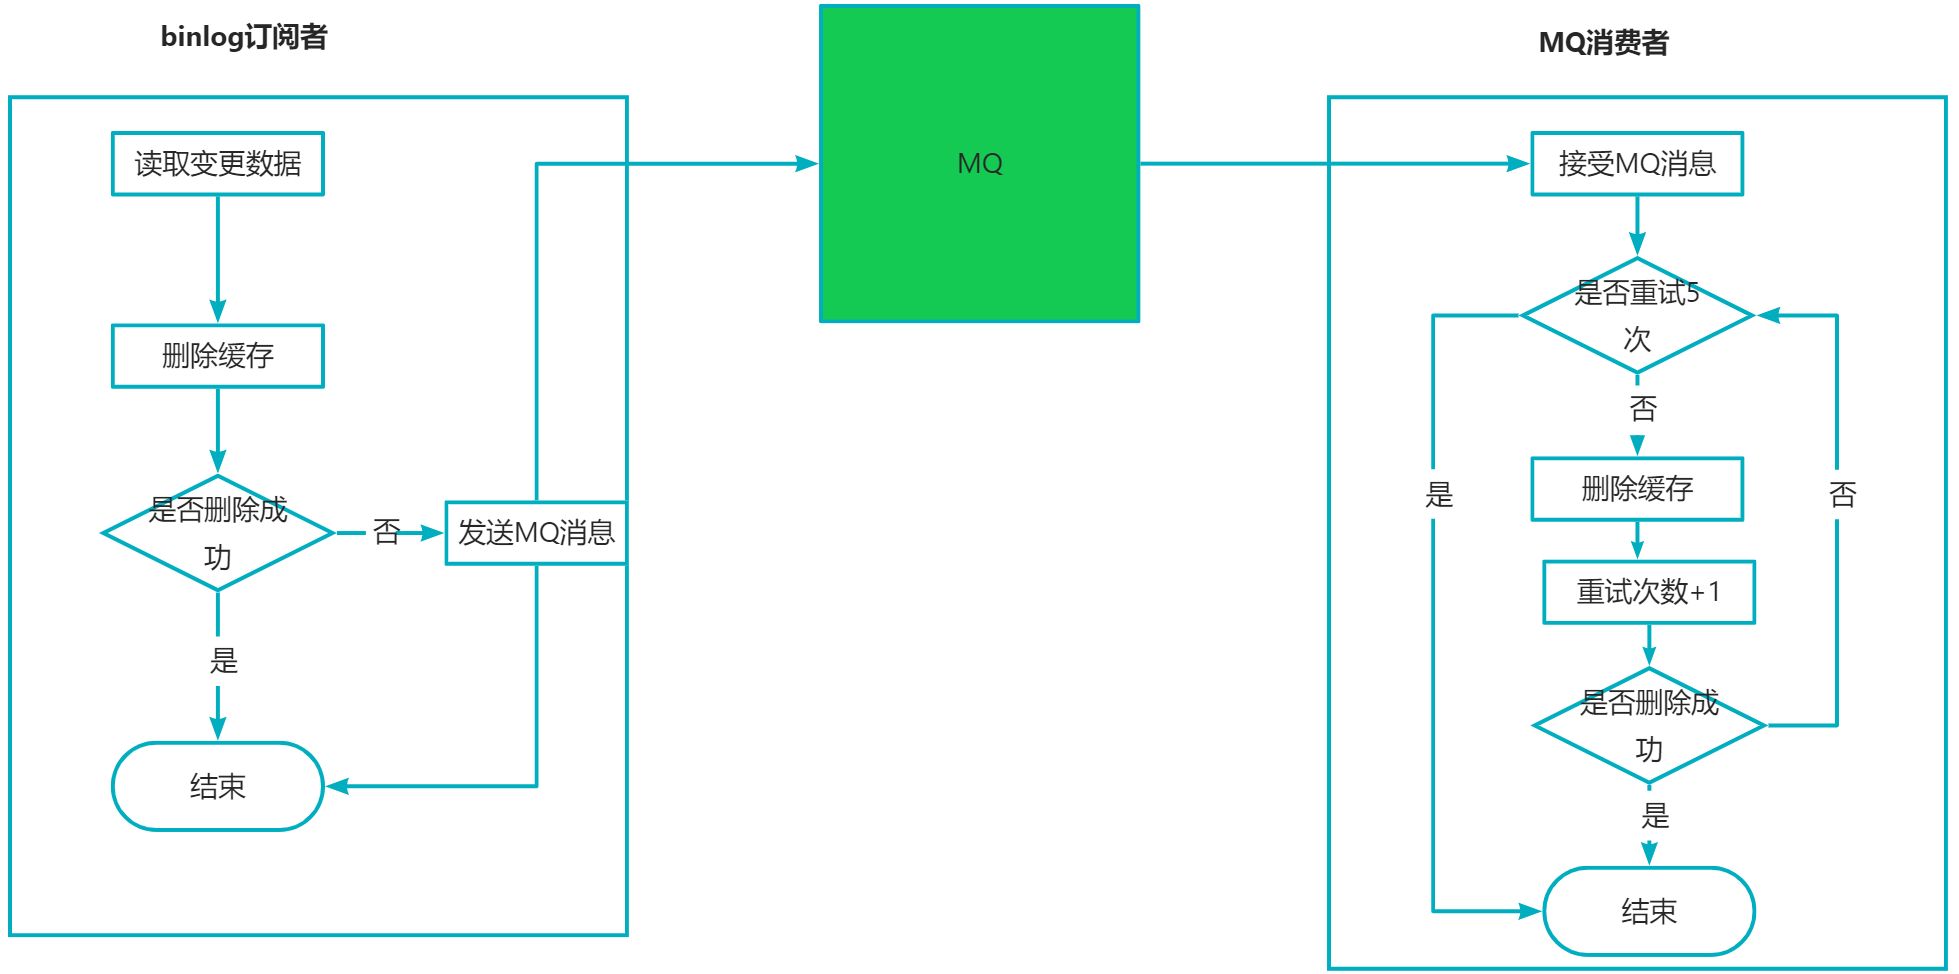 binlog订阅者
读取变更数据
删除缓存
是否删除成
功
否
发送MQ消息
是
结束
MQ
MQ消费者
接受MQ消息
是否重试5
次
否
删除缓存
重试次数+1
是否删除成
功
是
否
是
结束